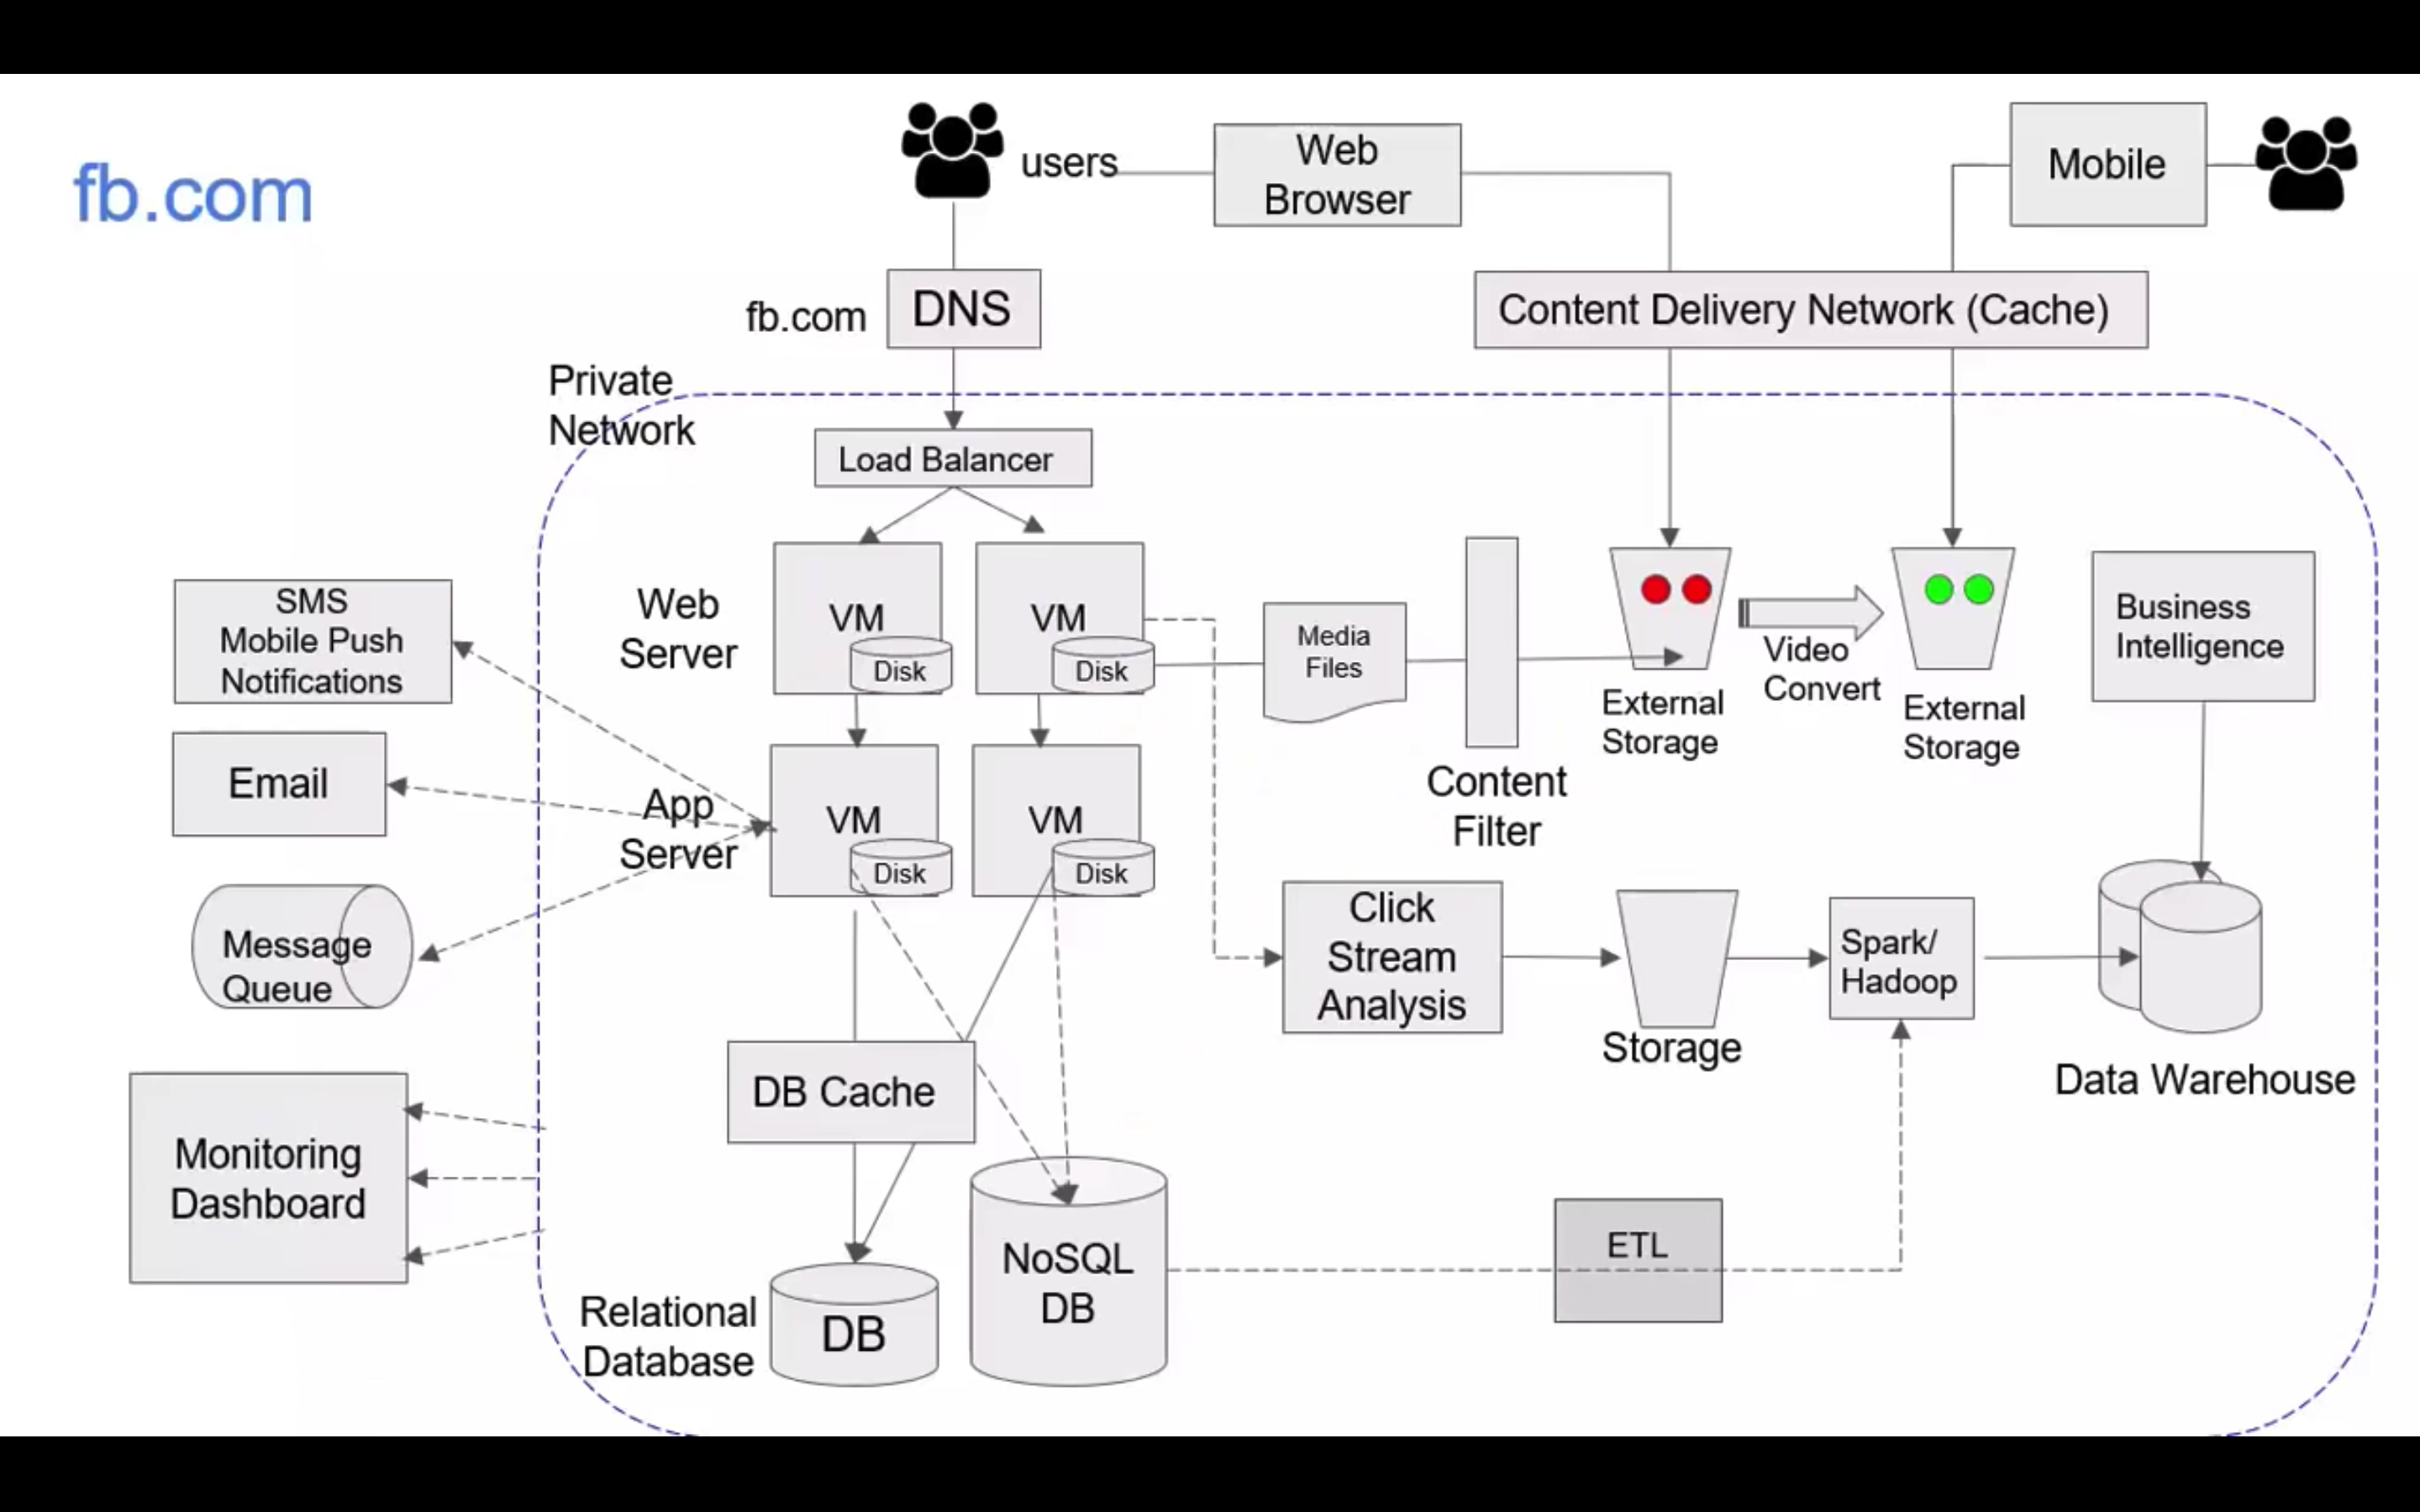 fb.com
users
Web
Browser
Mobile
fb.com
DNS
Content Delivery Network (Cache)
Private
Network
Load Balancer
Web
Server
VM
Disk
VM
Disk
SMS
Mobile Push
Notifications
Media
Files
Content
Filter
External
Storage
Video
Convert
External
Storage
Business
Intelligence
Email
App
Server
VM
Disk
VM
Disk
Message
Queue
Click
Stream
Analysis
Storage
Spark/
Hadoop
Data Warehouse
DB Cache
Monitoring
Dashboard
Relational
Database
DB
NoSQL
DB
ETL